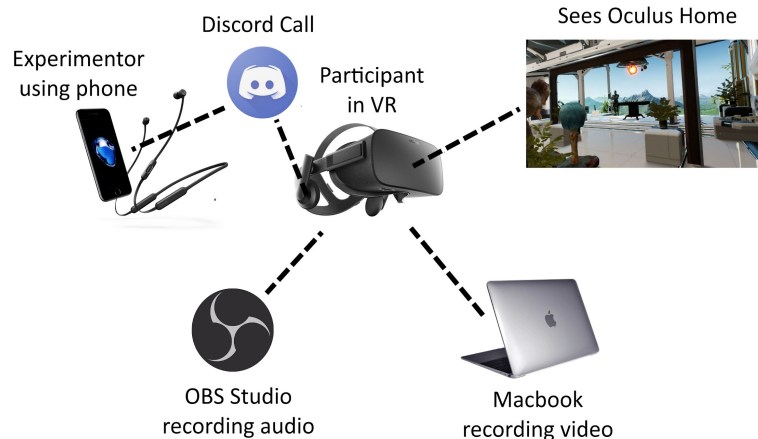 Sees Oculus Home
Discord Call
Experimentor
using phone
Participant
in VR
OBS Studio
recording audio
Macbook
recording video